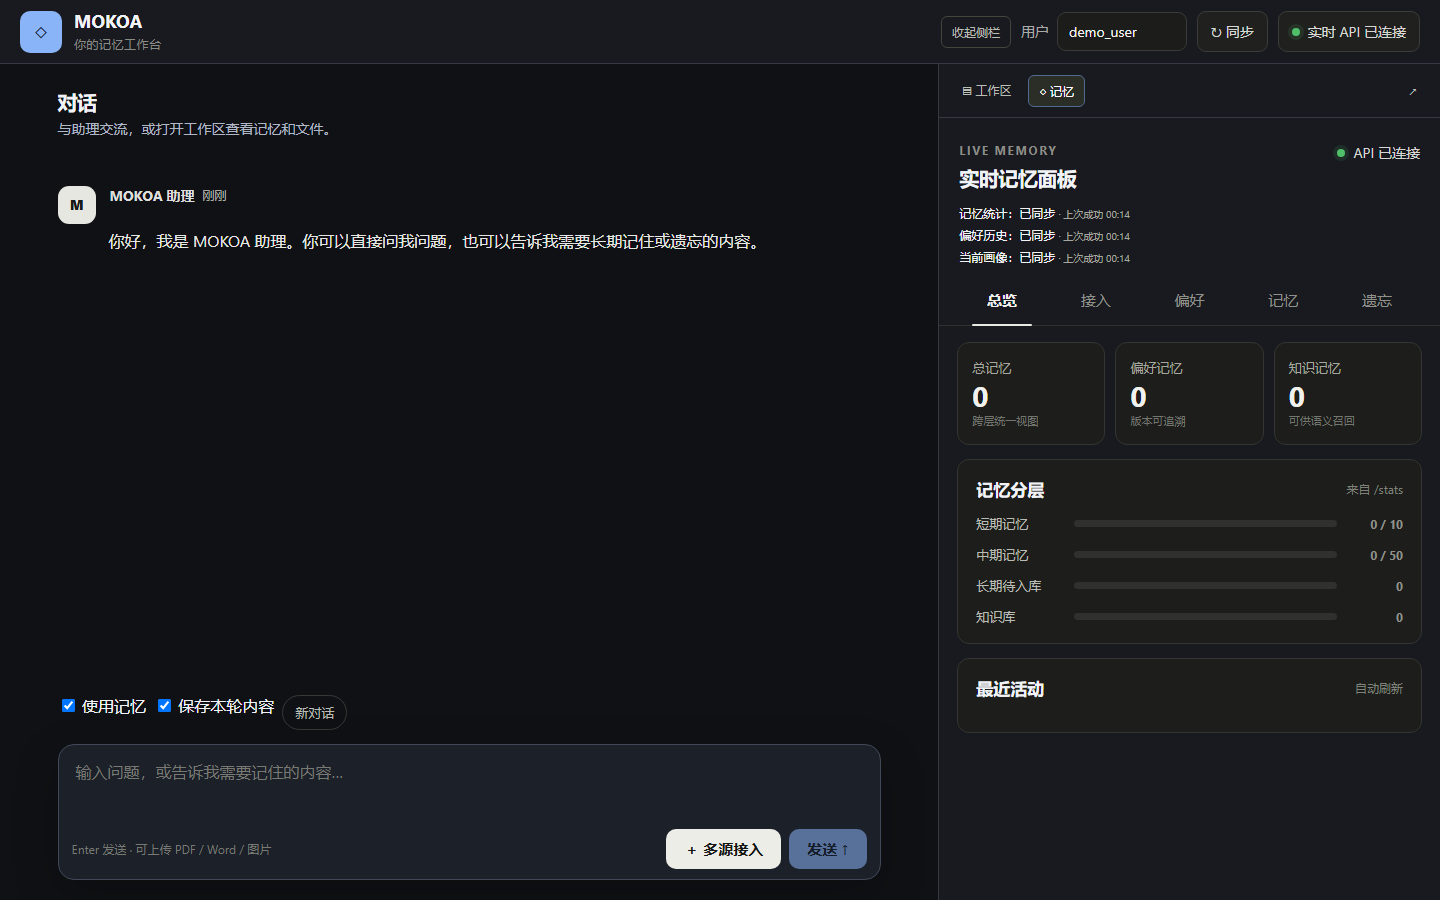 MOKOA
你的记忆工作台
收起侧栏
用户
demo_user
↻ 同步
实时 API 已连接
对话
与助理交流，或打开工作区查看记忆和文件。
M
MOKOA 助理 刚刚
你好，我是 MOKOA 助理。你可以直接问我问题，也可以告诉我需要长期记住或遗忘的内容。
使用记忆
保存本轮内容
新对话
输入问题，或告诉我需要记住的内容...
Enter 发送 · 可上传 PDF / Word / 图片
+ 多源接入
发送 ↑
工作区
记忆
↗
LIVE MEMORY
API 已连接
实时记忆面板
记忆统计：已同步 · 上次成功 00:14
偏好历史：已同步 · 上次成功 00:14
当前画像：已同步 · 上次成功 00:14
总览
接入
偏好
记忆
遗忘
总记忆
0
跨层统一视图
偏好记忆
0
版本可追溯
知识记忆
0
可供语义召回
记忆分层
来自 /stats
短期记忆 0 / 10
中期记忆 0 / 50
长期待入库 0
知识库 0
最近活动
自动刷新